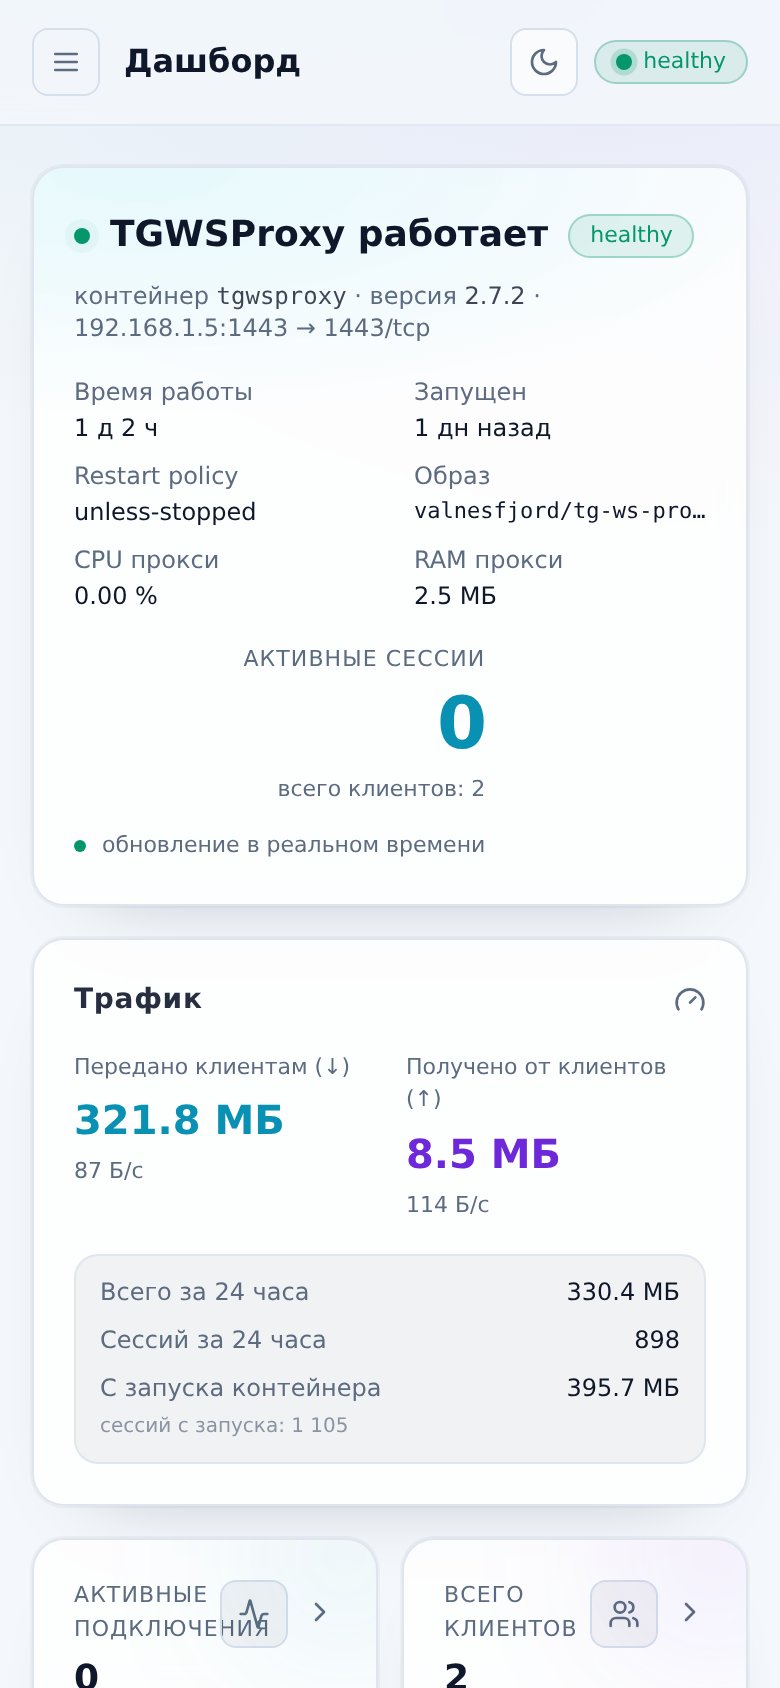 Дашборд
healthy
TGWSProxy работает
healthy
контейнер tgwsproxy · версия 2.7.2 ·
192.168.1.5:1443 → 1443/tcp
Время работы
Запущен
1 д 2 ч
1 дн назад
Restart policy
Образ
unless-stopped
valnesfjord/tg-ws-pro…
CPU прокси
RAM прокси
0.00 %
2.5 МБ
АКТИВНЫЕ СЕССИИ
0
всего клиентов: 2
обновление в реальном времени
Трафик
Передано клиентам (↓)
321.8 МБ
87 Б/с
Получено от клиентов
(↑)
8.5 МБ
114 Б/с
Всего за 24 часа
330.4 МБ
Сессий за 24 часа
898
С запуска контейнера
395.7 МБ
сессий с запуска: 1 105
АКТИВНЫЕ
ПОДКЛЮЧЕНИЯ
0
ВСЕГО
КЛИЕНТОВ
2